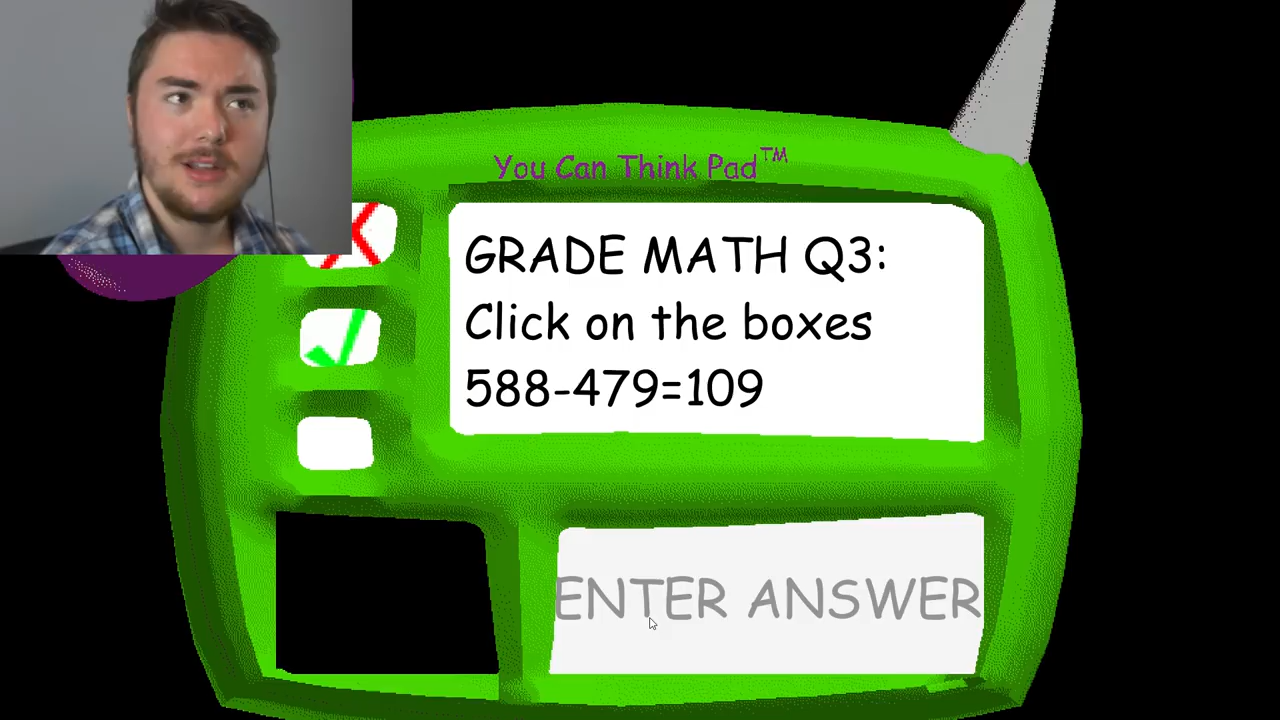 You Can Think Pad™
GRADE MATH Q3:
Click on the boxes
588-479=109
ENTER ANSWER